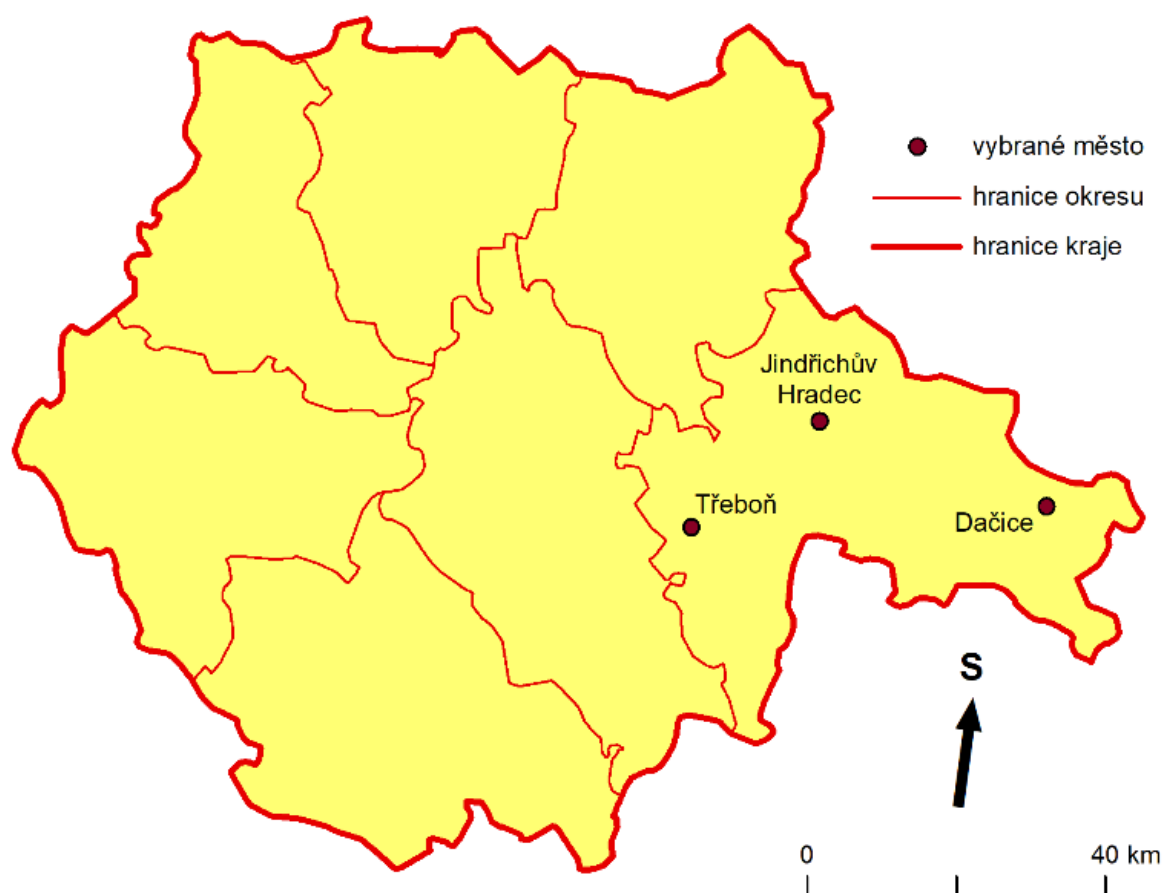 vybrané město
hranice okresu
hranice kraje
Jindřichův
Hradec
Třeboň
Dačice
S
0
40 km